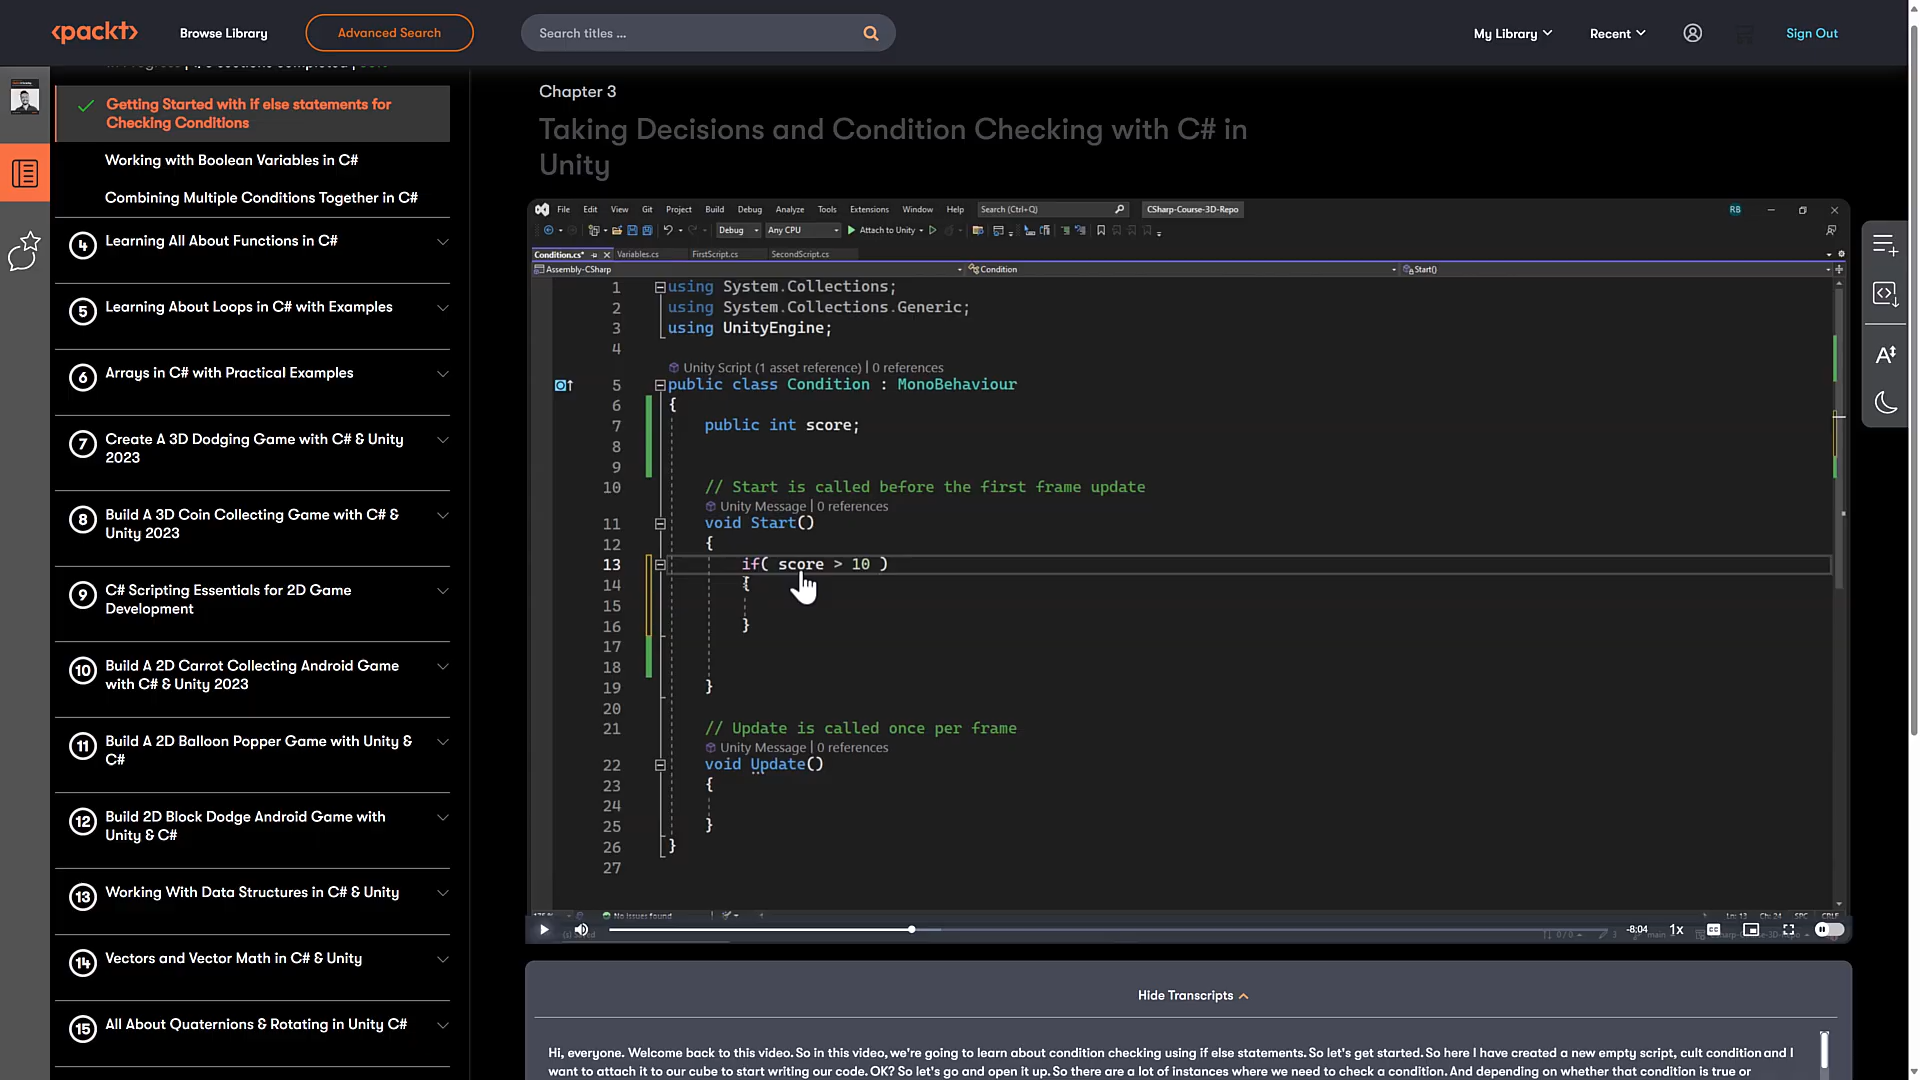 <packt>
Browse Library
Advanced Search
Search titles ...
My Library
Recent
Sign Out
Getting Started with if else statements for
Checking Conditions
Working with Boolean Variables in C#
Combining Multiple Conditions Together in C#
4 Learning All About Functions in C#
5 Learning About Loops in C# with Examples
6 Arrays in C# with Practical Examples
7 Create A 3D Dodging Game with C# & Unity
2023
8 Build A 3D Coin Collecting Game with C# &
Unity 2023
9 C# Scripting Essentials for 2D Game
Development
10 Build A 2D Carrot Collecting Android Game
with C# & Unity 2023
11 Build A 2D Balloon Popper Game with Unity &
C#
12 Build 2D Block Dodge Android Game with
Unity & C#
13 Working With Data Structures in C# & Unity
14 Vectors and Vector Math in C# & Unity
15 All About Quaternions & Rotating in Unity C#
Chapter 3
Taking Decisions and Condition Checking with C# in
Unity
File Edit View Git Project Build Debug Analyze Tools Extensions Window Help Search (Ctrl+Q) CSharp-Course-3D-Repo RB
Debug Any CPU Attach to Unity
Condition.cs* Variables.cs FirstScript.cs SecondScript.cs
Assembly-CSharp Condition Start()
1 using System.Collections;
2 using System.Collections.Generic;
3 using UnityEngine;
4
Unity Script (1 asset reference) | 0 references
5 public class Condition : MonoBehaviour
6 {
7 public int score;
8
9
10 // Start is called before the first frame update
Unity Message | 0 references
11 void Start()
12 {
13 if( score > 10 )
14 {
15
16 }
17
18
19 }
20
21 // Update is called once per frame
Unity Message | 0 references
22 void Update()
23 {
24
25 }
26 }
27
No issues found
-8:04 1x
Hide Transcripts
Hi, everyone. Welcome back to this video. So in this video, we're going to learn about condition checking using if else statements. So let's get started. So here I have created a new empty script, cult condition and I
want to attach it to our cube to start writing our code. OK? So let's go and open it up. So there are a lot of instances where we need to check a condition. And depending on whether that condition is true or